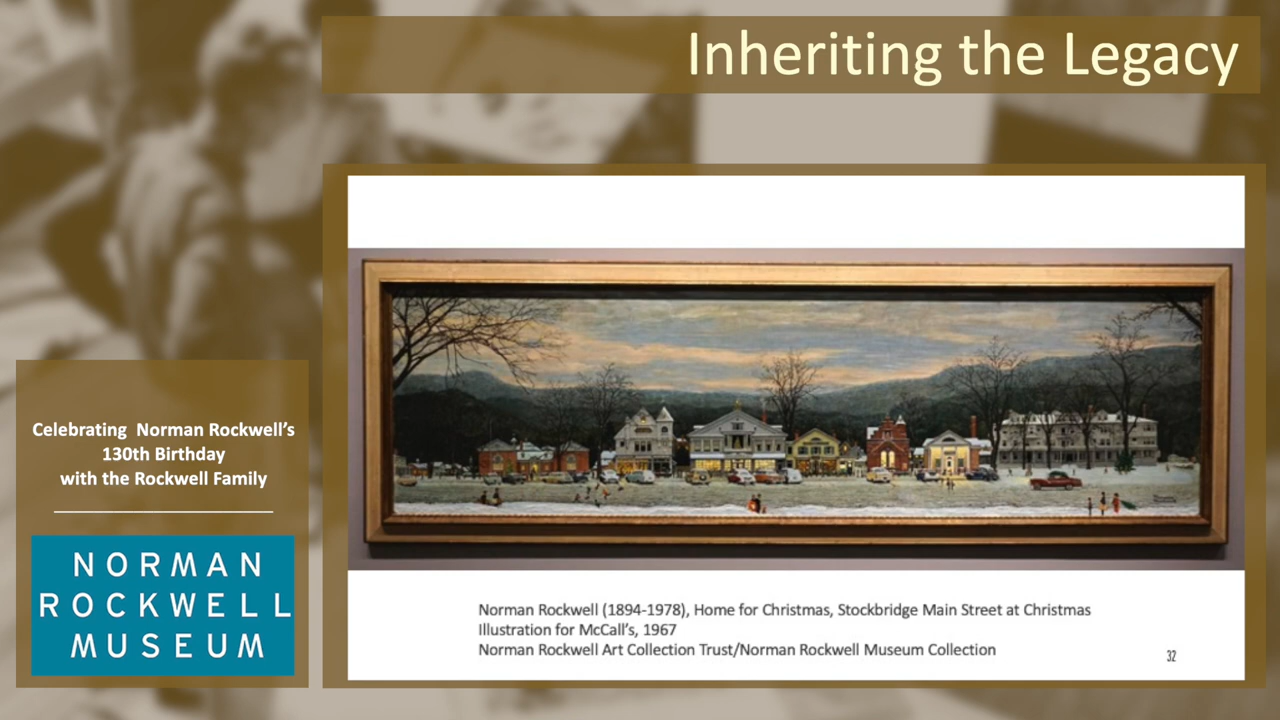 Inheriting the Legacy
Celebrating Norman Rockwell's
130th Birthday
with the Rockwell Family
NORMAN
ROCKWELL
MUSEUM
Norman Rockwell (1894-1978), Home for Christmas, Stockbridge Main Street at Christmas
Illustration for McCall's, 1967
Norman Rockwell Art Collection Trust/Norman Rockwell Museum Collection
32